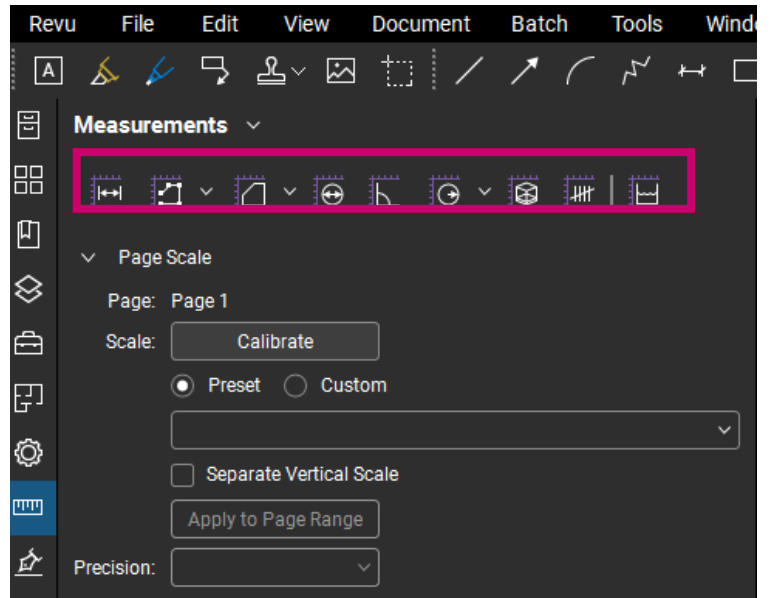 Revu File Edit View Document Batch Tools Windo
A
Measurements
Page Scale
Page: Page 1
Scale: Calibrate
Preset Custom
Separate Vertical Scale
Apply to Page Range
Precision: